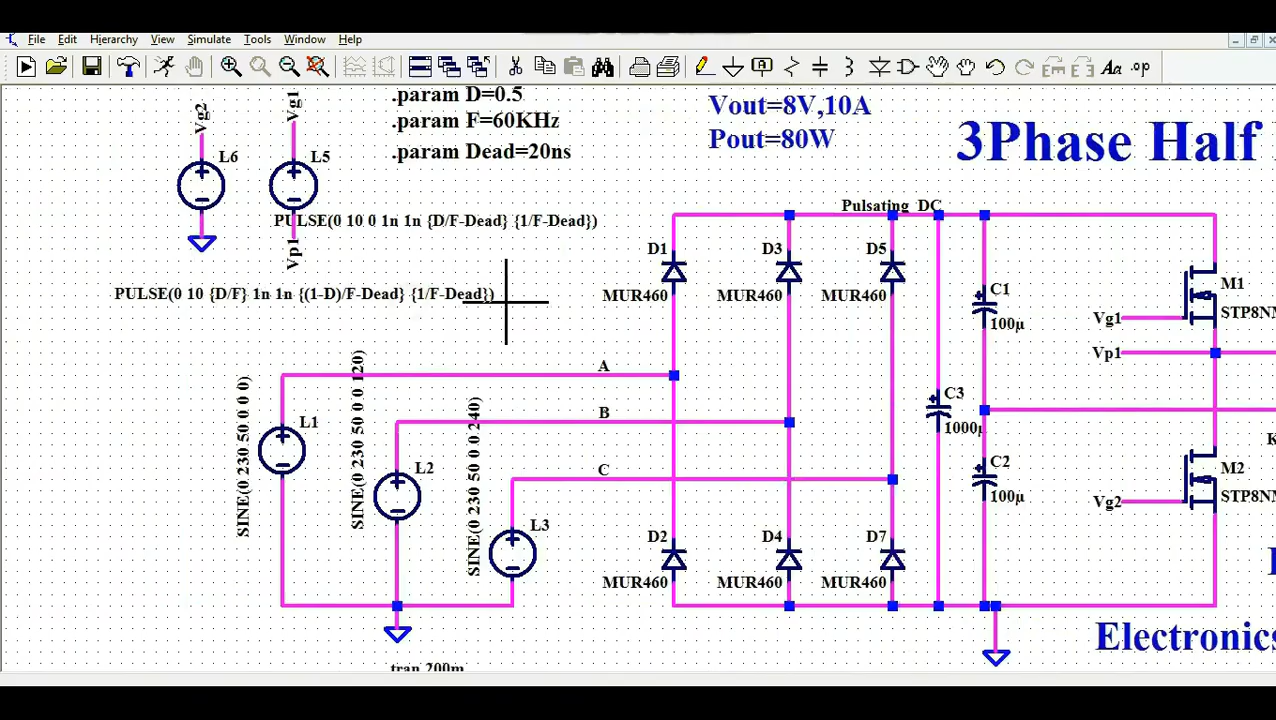 File Edit Hierarchy View Simulate Tools Window Help
.op
.param D=0.5
.param F=60KHz
.param Dead=20ns
Vout=8V,10A
Pout=80W
3Phase Half
Vg2
Vg1
L6
L5
PULSE(0 10 0 1n 1n {D/F-Dead} {1/F-Dead})
Vp1
PULSE(0 10 {D/F} 1n 1n {(1-D)/F-Dead} {1/F-Dead})
Pulsating DC
D1
MUR460
D3
MUR460
D5
MUR460
C1
100µ
M1
STP8NM
Vg1
Vp1
A
B
C
L1
SINE(0 230 50 0 0 0)
L2
SINE(0 230 50 0 0 120)
L3
SINE(0 230 50 0 0 240)
C3
1000µ
C2
100µ
M2
STP8NM
Vg2
K
D2
MUR460
D4
MUR460
D7
MUR460
Electronics
tran 200m